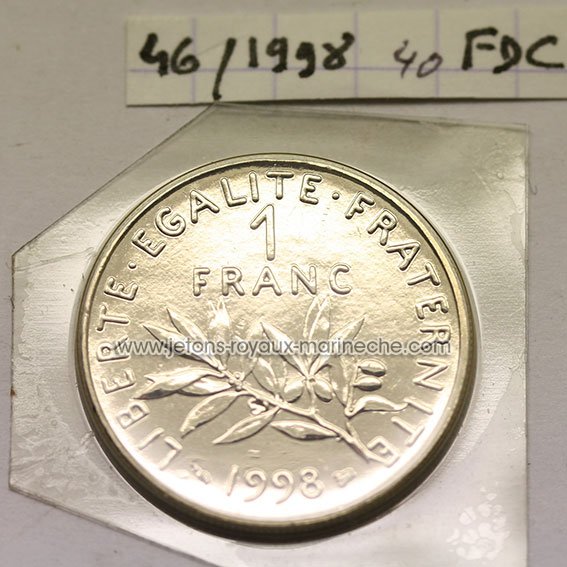 46/1998 40 FDC
LIBERTE · EGALITE · FRATERNITE
1
FRANC
www.jetons-royaux-marineche.com
1998